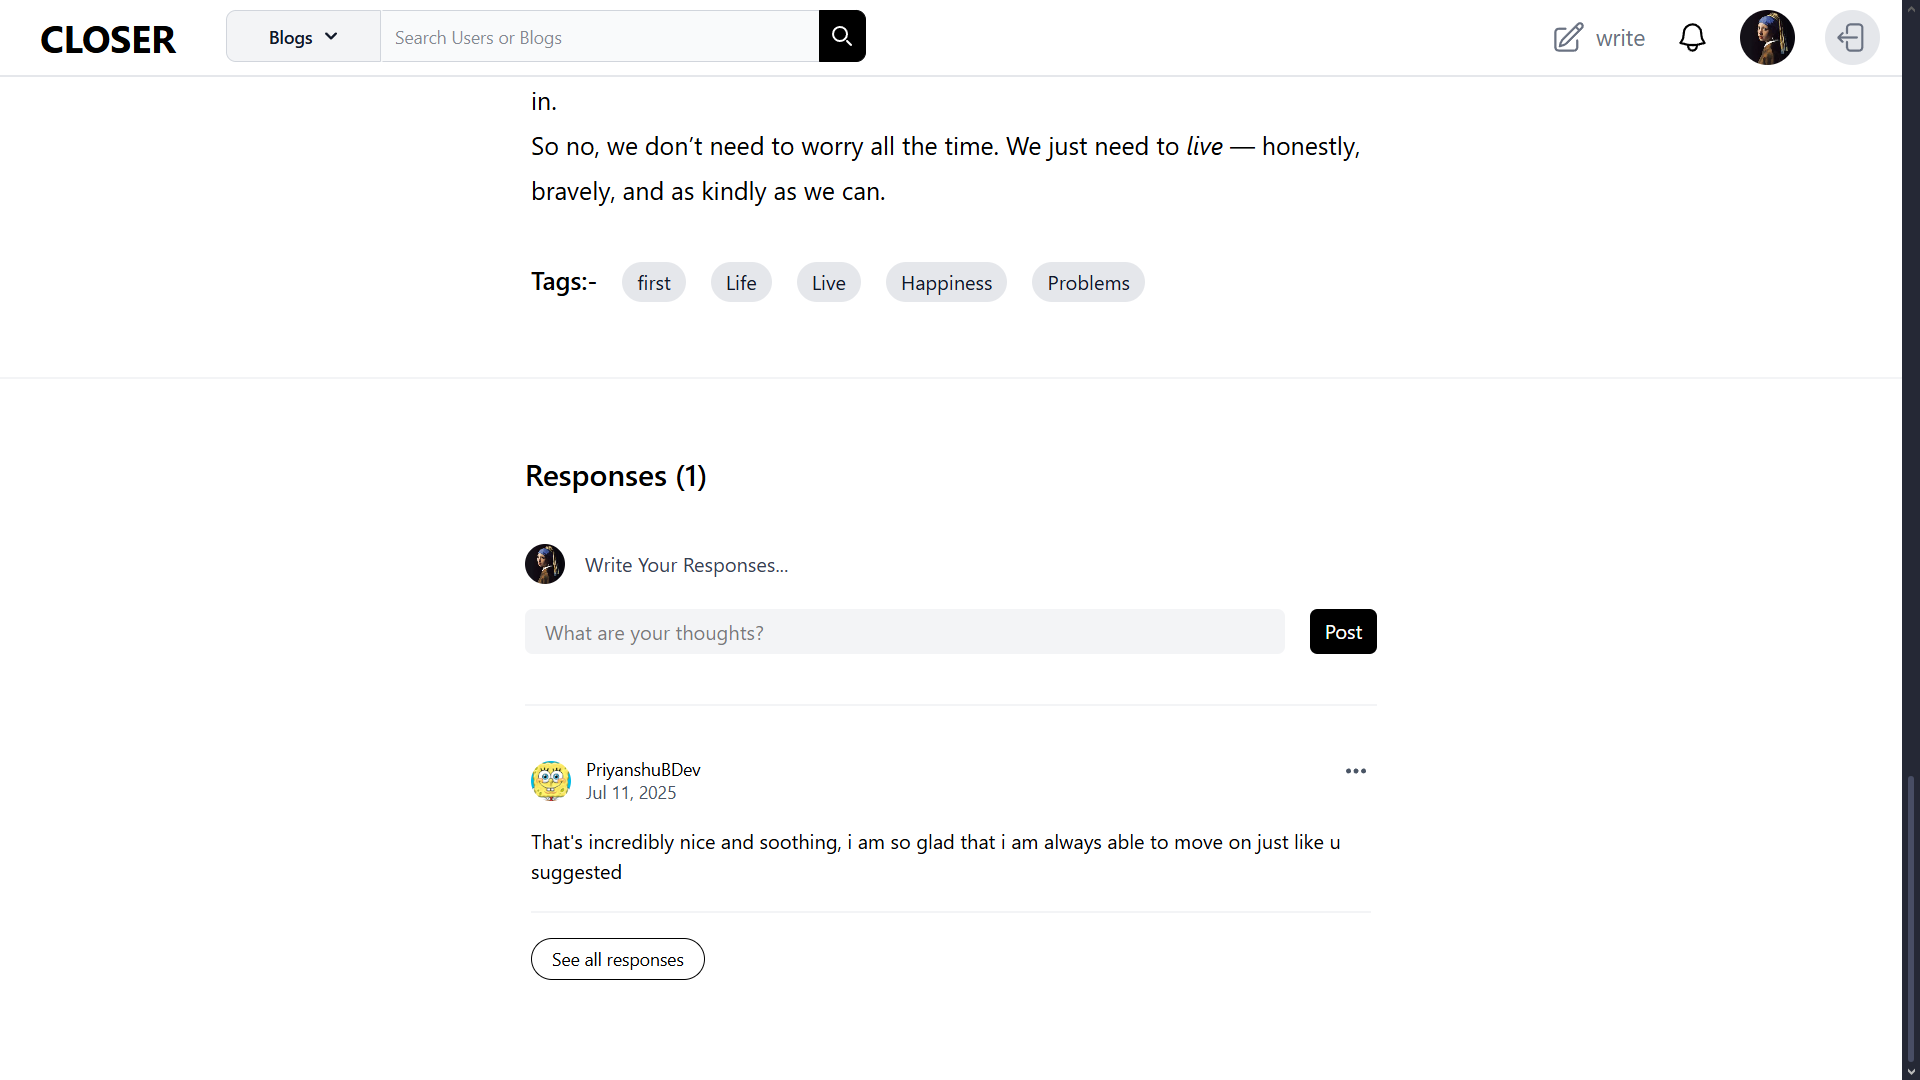 CLOSER
Blogs
Search Users or Blogs
write
in.
So no, we don’t need to worry all the time. We just need to live — honestly,
bravely, and as kindly as we can.
Tags:- first Life Live Happiness Problems
Responses (1)
Write Your Responses...
What are your thoughts?
Post
PriyanshuBDev
Jul 11, 2025
That's incredibly nice and soothing, i am so glad that i am always able to move on just like u
suggested
See all responses